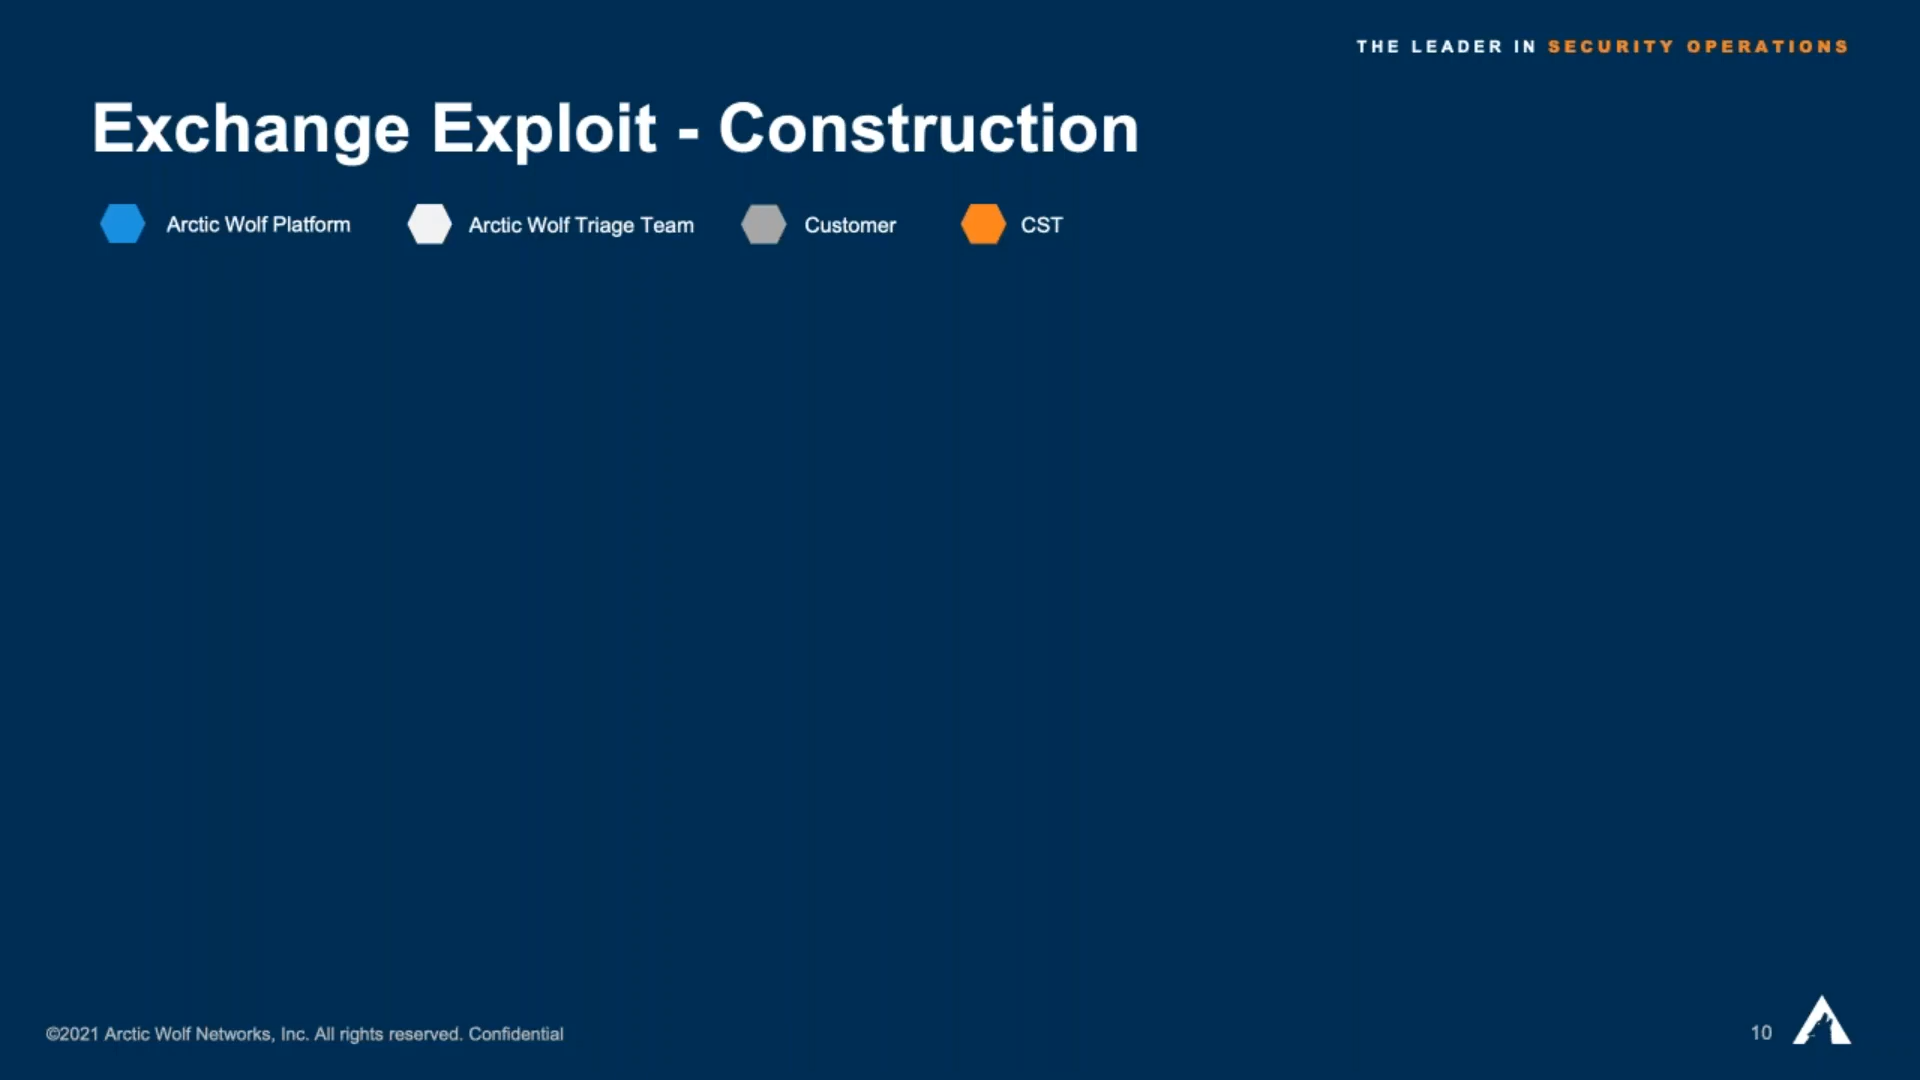 THE LEADER IN SECURITY OPERATIONS
Exchange Exploit - Construction
Arctic Wolf Platform Arctic Wolf Triage Team Customer CST
©2021 Arctic Wolf Networks, Inc. All rights reserved. Confidential
10